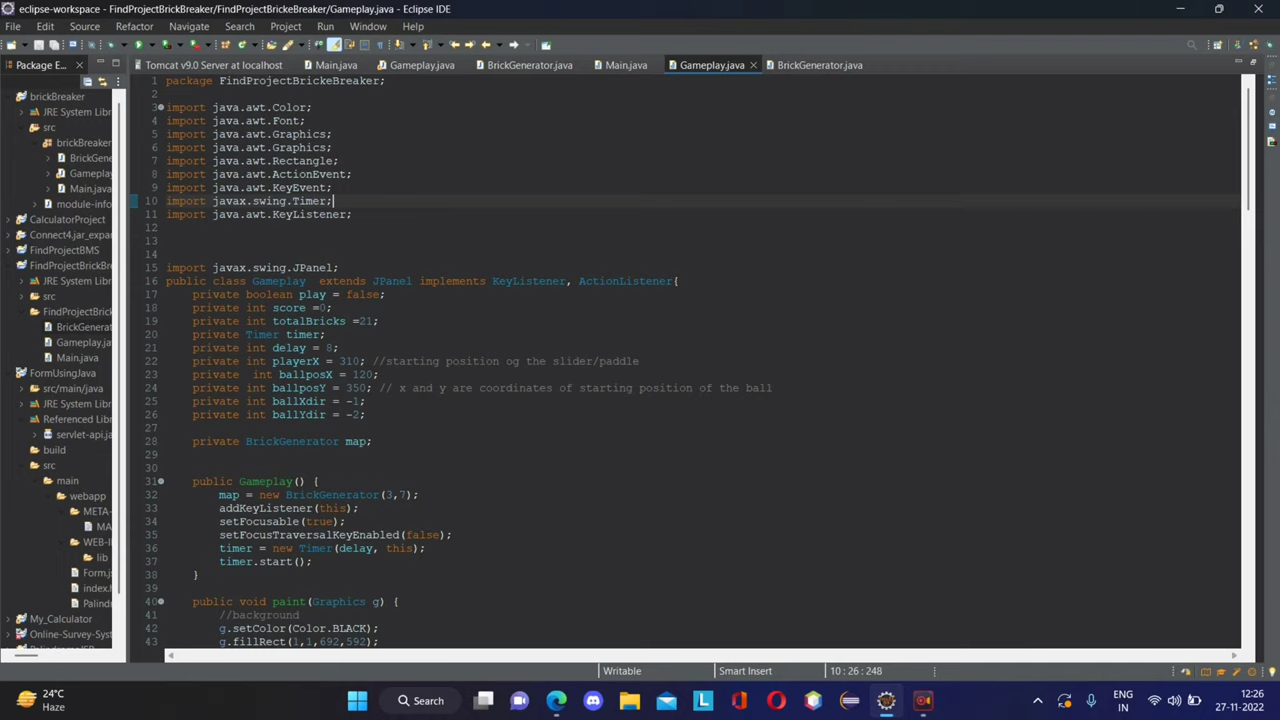 eclipse-workspace - FindProjectBrickBreaker/FindProjectBrickeBreaker/Gameplay.java - Eclipse IDE
File Edit Source Refactor Navigate Search Project Run Window Help
Package E...
Tomcat v9.0 Server at localhost Main.java Gameplay.java BrickGenerator.java Main.java Gameplay.java BrickGenerator.java
brickBreaker
JRE System Libr
src
brickBreaker
BrickGene
Gameplay
Main.java
module-info
CalculatorProject
Connect4.jar_expan
FindProjectBMS
FindProjectBrickBre
JRE System Libr
src
FindProjectBrick
BrickGenerat
Gameplay.ja
Main.java
FormUsingJava
src/main/java
JRE System Libr
Referenced Libr
servlet-api.ja
build
src
main
webapp
META-
MA
WEB-I
lib
Form.j
index.h
Palind
My_Calculator
Online-Survey-Syst
1 package FindProjectBrickeBreaker;
2
3 import java.awt.Color;
4 import java.awt.Font;
5 import java.awt.Graphics;
6 import java.awt.Graphics;
7 import java.awt.Rectangle;
8 import java.awt.ActionEvent;
9 import java.awt.KeyEvent;
10 import javax.swing.Timer;
11 import java.awt.KeyListener;
12
13
14
15 import javax.swing.JPanel;
16 public class Gameplay  extends JPanel implements KeyListener, ActionListener{
17 private boolean play = false;
18 private int score =0;
19 private int totalBricks =21;
20 private Timer timer;
21 private int delay = 8;
22 private int playerX = 310; //starting position og the slider/paddle
23 private  int ballposX = 120;
24 private int ballposY = 350; // x and y are coordinates of starting position of the ball
25 private int ballXdir = -1;
26 private int ballYdir = -2;
27
28 private BrickGenerator map;
29
30
31 public Gameplay() {
32 map = new BrickGenerator(3,7);
33 addKeyListener(this);
34 setFocusable(true);
35 setFocusTraversalKeyEnabled(false);
36 timer = new Timer(delay, this);
37 timer.start();
38 }
39
40 public void paint(Graphics g) {
41 //background
42 g.setColor(Color.BLACK);
43 g.fillRect(1,1,692,592);
Writable Smart Insert 10 : 26 : 248
24°C
Haze
Search
ENG
IN
12:26
27-11-2022